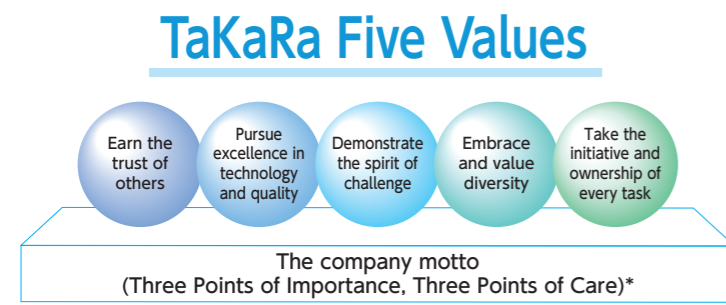 TaKaRa Five Values
Earn the
trust of
others
Pursue
excellence in
technology
and quality
Demonstrate
the spirit of
challenge
Embrace
and value
diversity
Take the
initiative and
ownership of
every task
The company motto
(Three Points of Importance, Three Points of Care)*